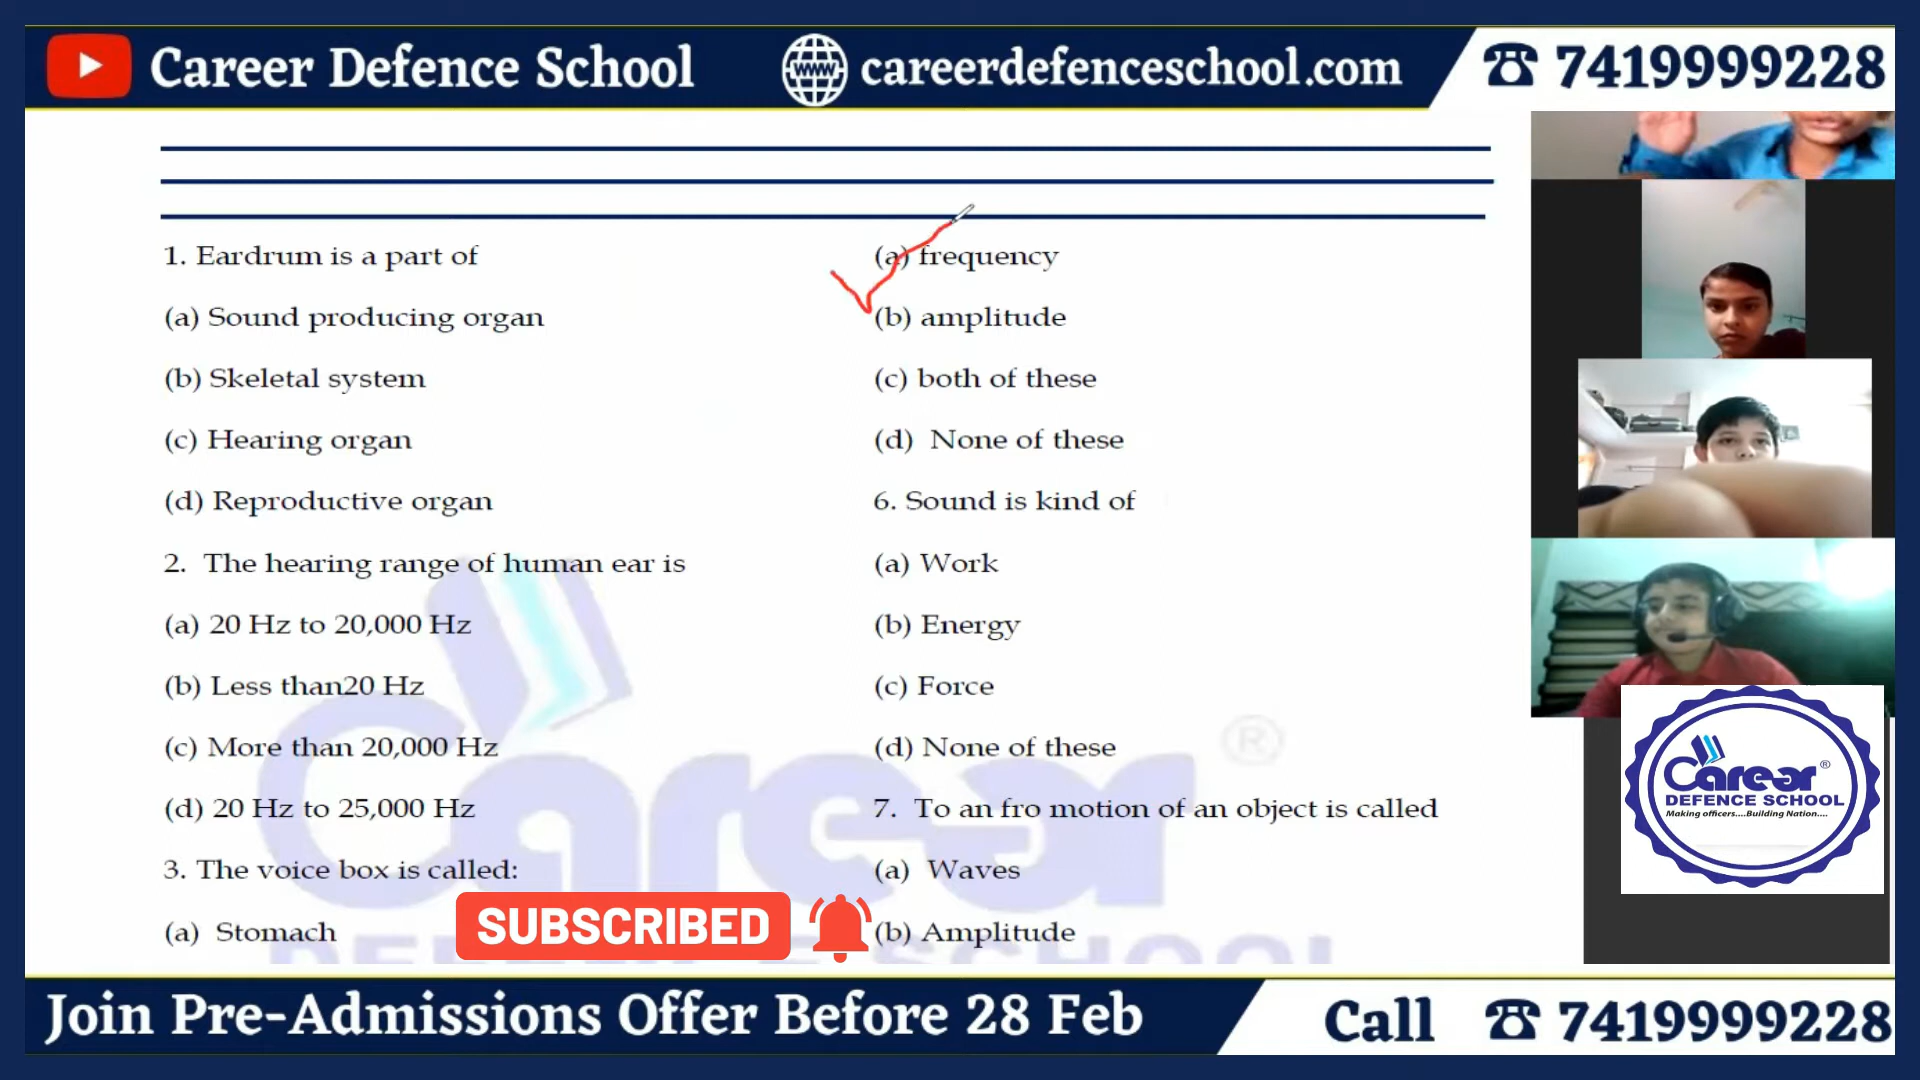 Career Defence School
www
careerdefenceschool.com
7419999228
1. Eardrum is a part of
(a) Sound producing organ
(b) Skeletal system
(c) Hearing organ
(d) Reproductive organ
2. The hearing range of human ear is
(a) 20 Hz to 20,000 Hz
(b) Less than20 Hz
(c) More than 20,000 Hz
(d) 20 Hz to 25,000 Hz
3. The voice box is called:
(a) Stomach
(a) frequency
(b) amplitude
(c) both of these
(d) None of these
6. Sound is kind of
(a) Work
(b) Energy
(c) Force
(d) None of these
7. To an fro motion of an object is called
(a) Waves
(b) Amplitude
Career ®
DEFENCE SCHOOL
SUBSCRIBED
Career ®
DEFENCE SCHOOL
Making officers....Building Nation....
Join Pre-Admissions Offer Before 28 Feb
Call 7419999228